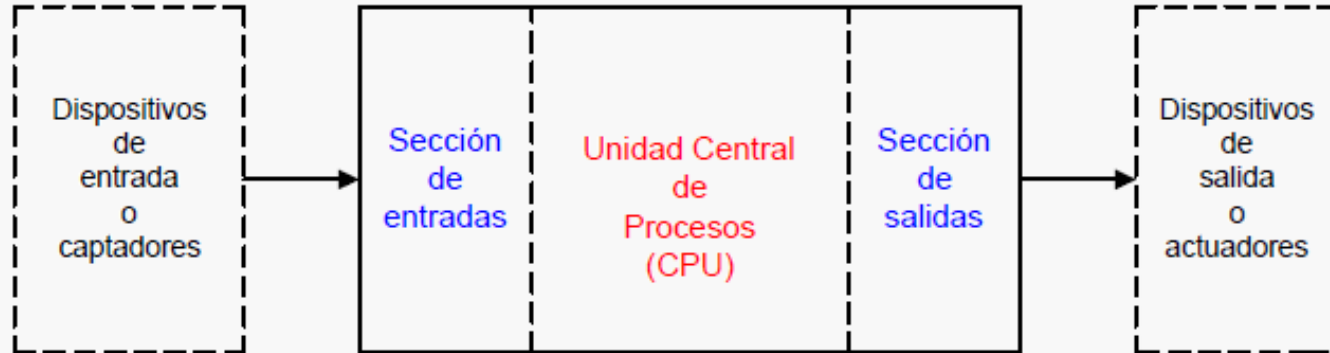 Dispositivos
de
entrada
o
captadores
Sección
de
entradas
Unidad Central
de
Procesos
(CPU)
Sección
de
salidas
Dispositivos
de
salida
o
actuadores